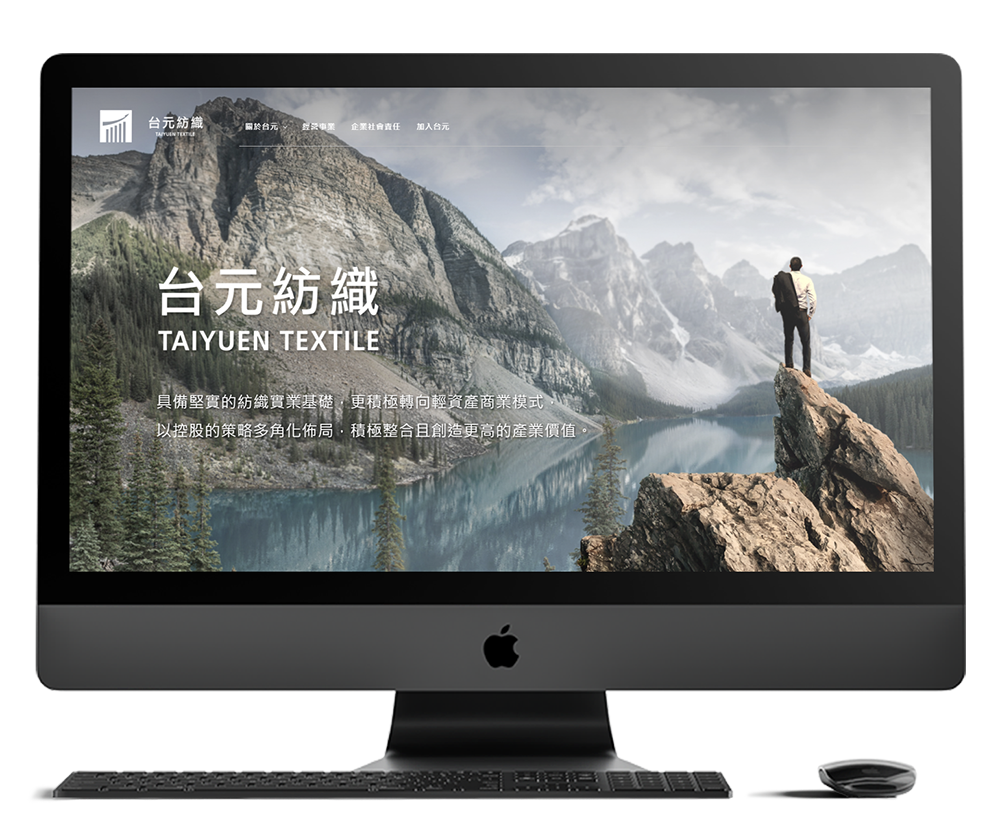 台元紡織
TAIYUEN TEXTILE
關於台元 經營事業 企業社會責任 加入台元
台元紡織
TAIYUEN TEXTILE
具備堅實的紡織實業基礎，更積極轉向輕資產商業模式，
以控股的策略多角化佈局，積極整合且創造更高的產業價值。